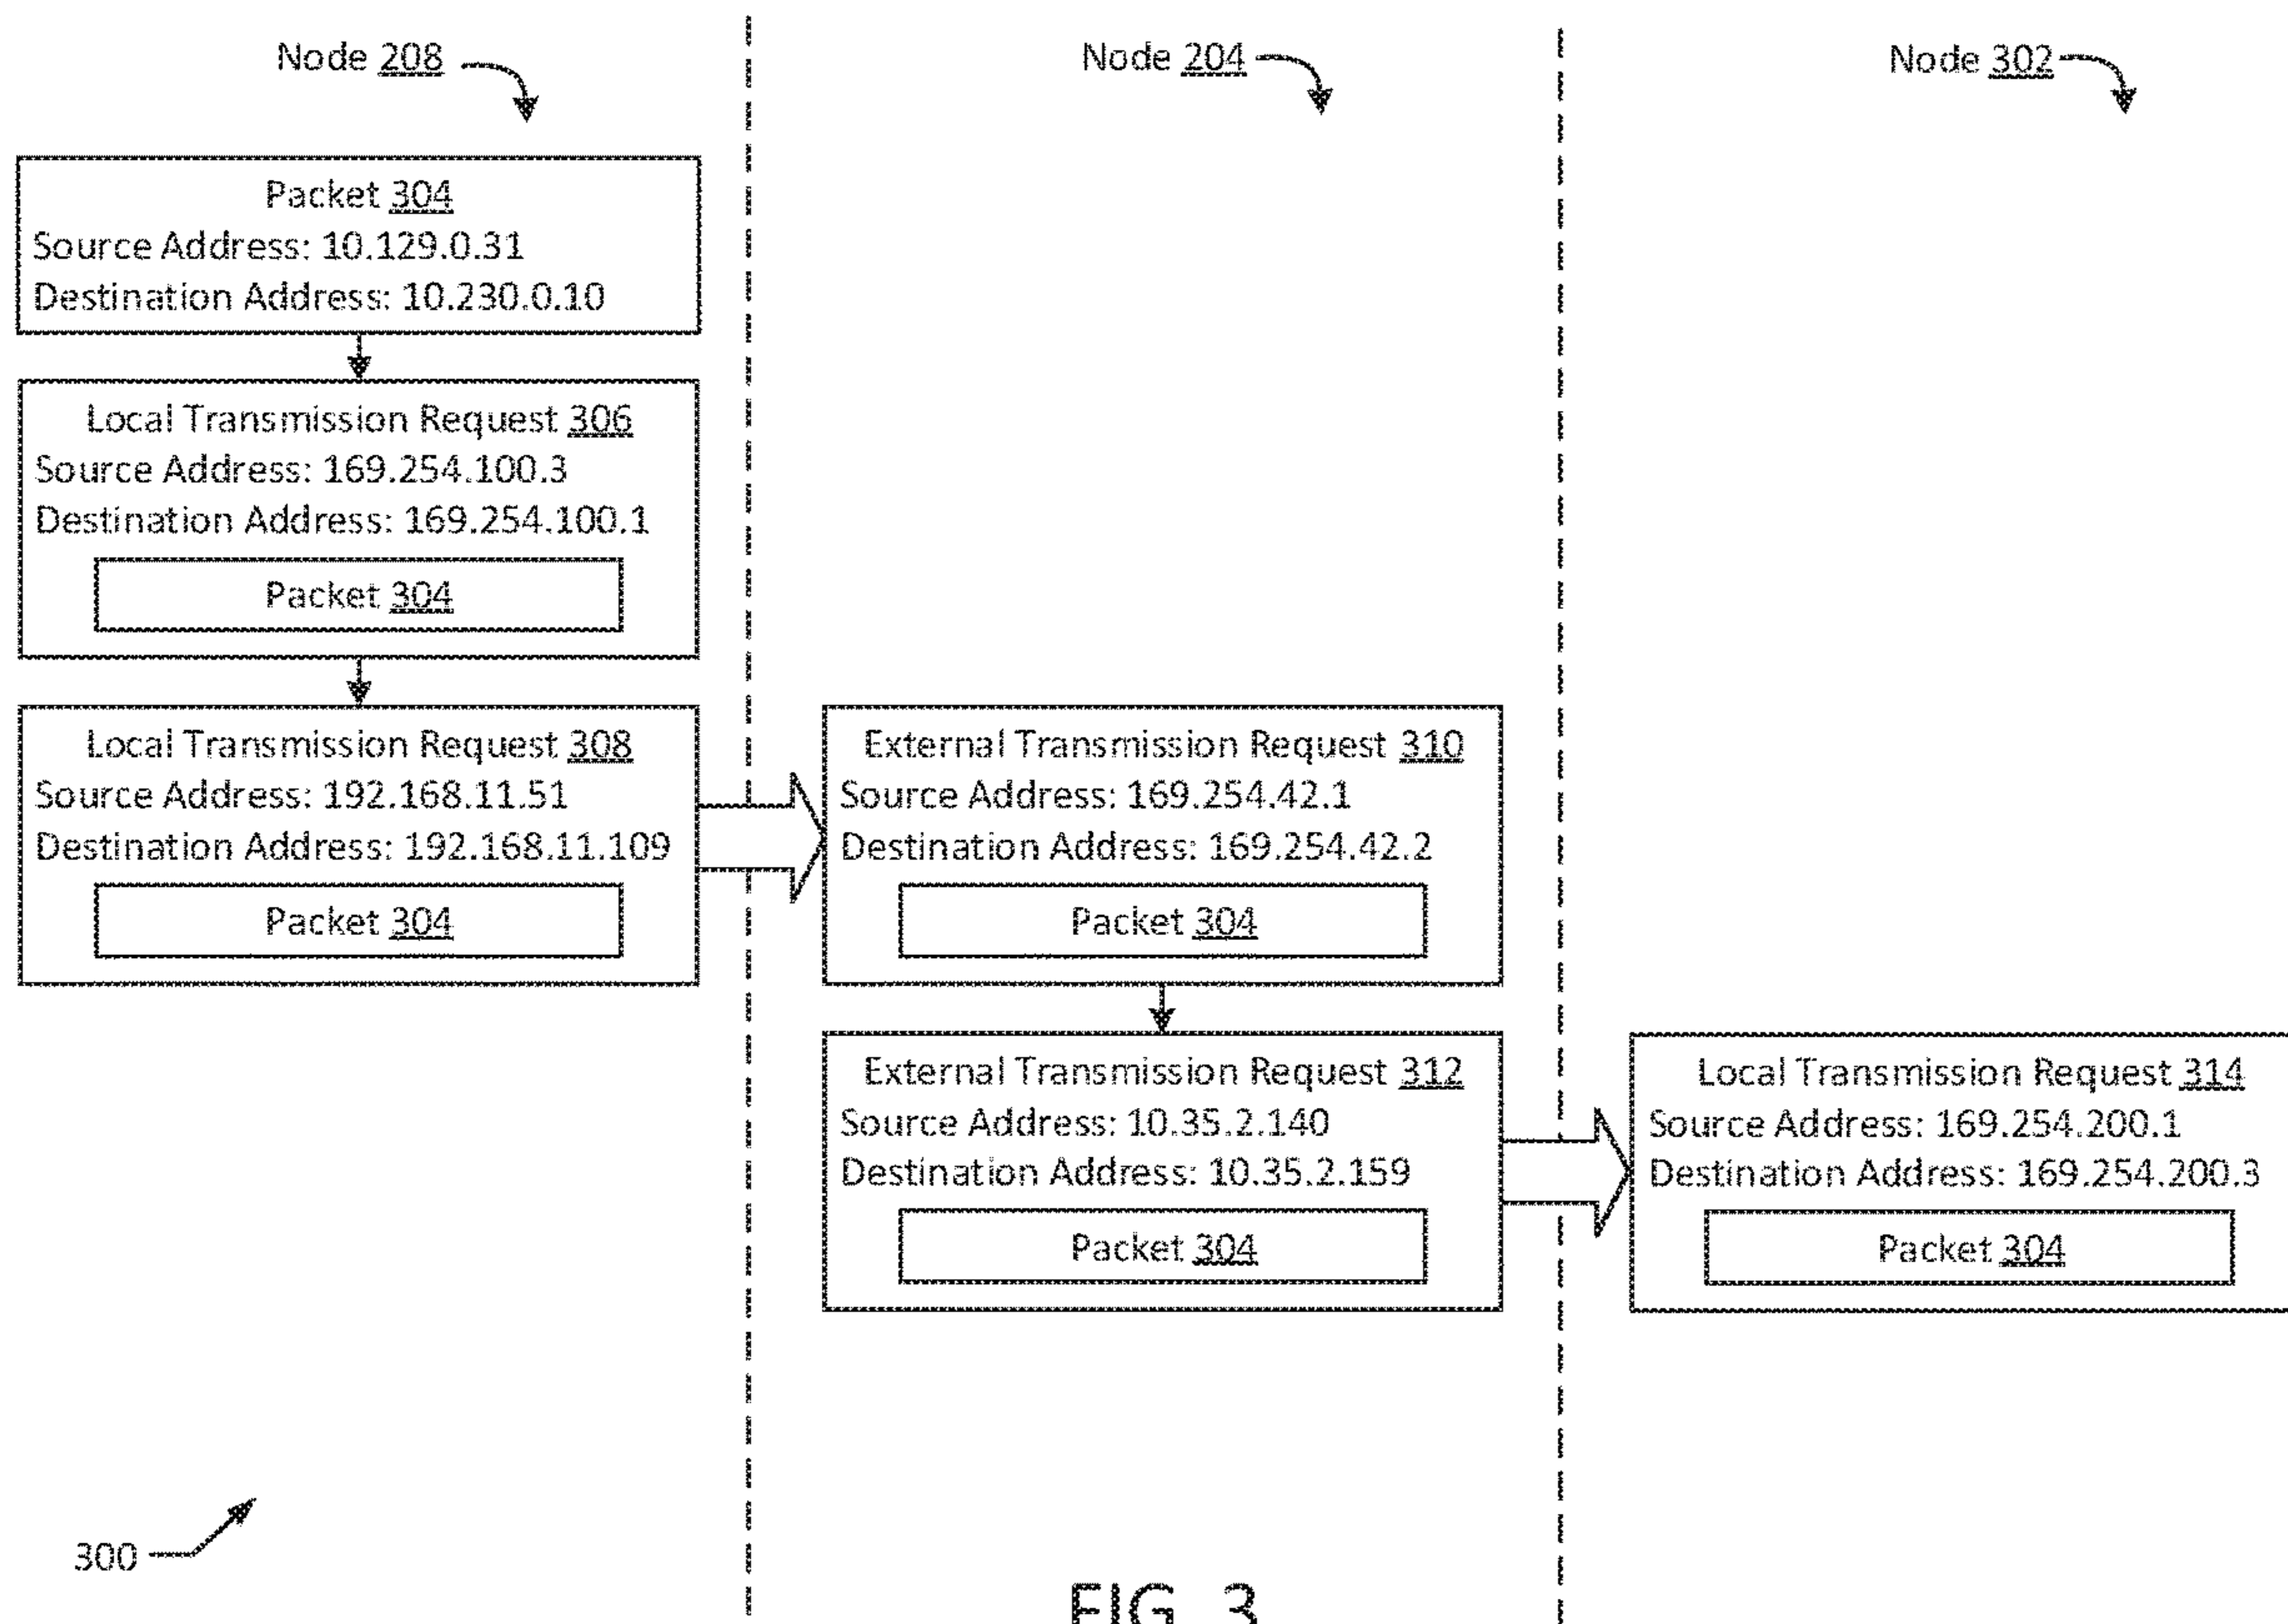 Node 208
Node 204
Node 302
Packet 304
Source Address: 10.129.0.31
Destination Address: 10.230.0.10
Local Transmission Request 306
Source Address: 169.254.100.3
Destination Address: 169.254.100.1
Packet 304
Local Transmission Request 308
Source Address: 192.168.11.51
Destination Address: 192.168.11.109
Packet 304
External Transmission Request 310
Source Address: 169.254.42.1
Destination Address: 169.254.42.2
Packet 304
External Transmission Request 312
Source Address: 10.35.2.140
Destination Address: 10.35.2.159
Packet 304
Local Transmission Request 314
Source Address: 169.254.200.1
Destination Address: 169.254.200.3
Packet 304
300
FIG. 3